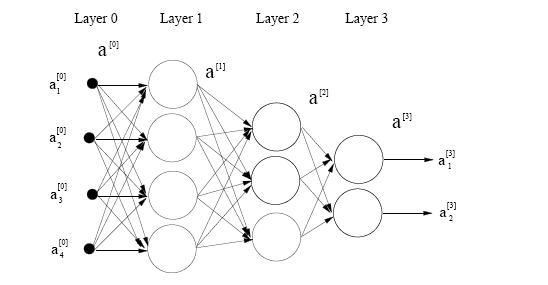 Layer 0 Layer 1 Layer 2 Layer 3
a[0]
a[1]
a[2]
a[3]
a1[0]
a2[0]
a3[0]
a4[0]
a1[3]
a2[3]